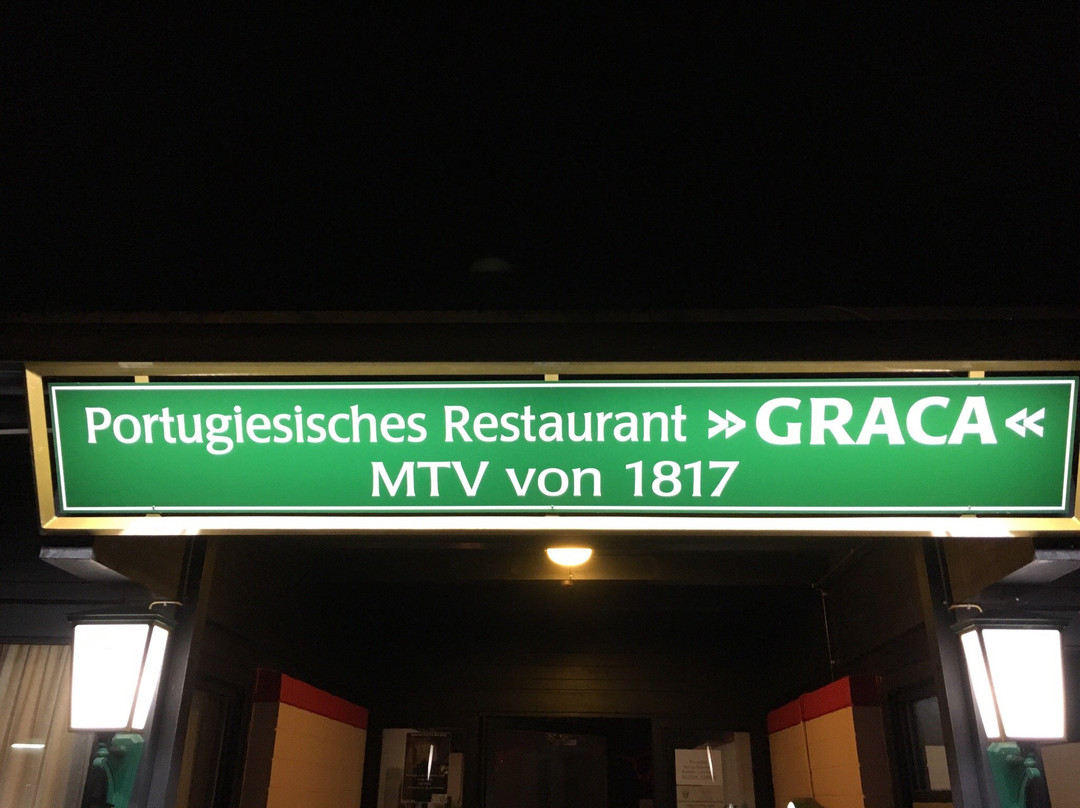 Portugiesisches Restaurant »GRACA«
MTV von 1817